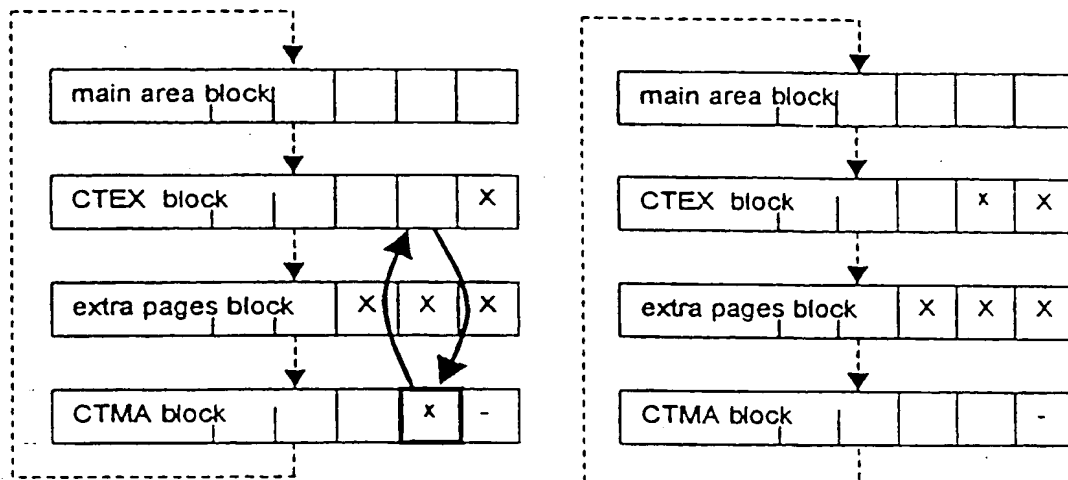 main area block
CTEX block X
extra pages block X X X
CTMA block x -
main area block
CTEX block x X
extra pages block X X X
CTMA block -